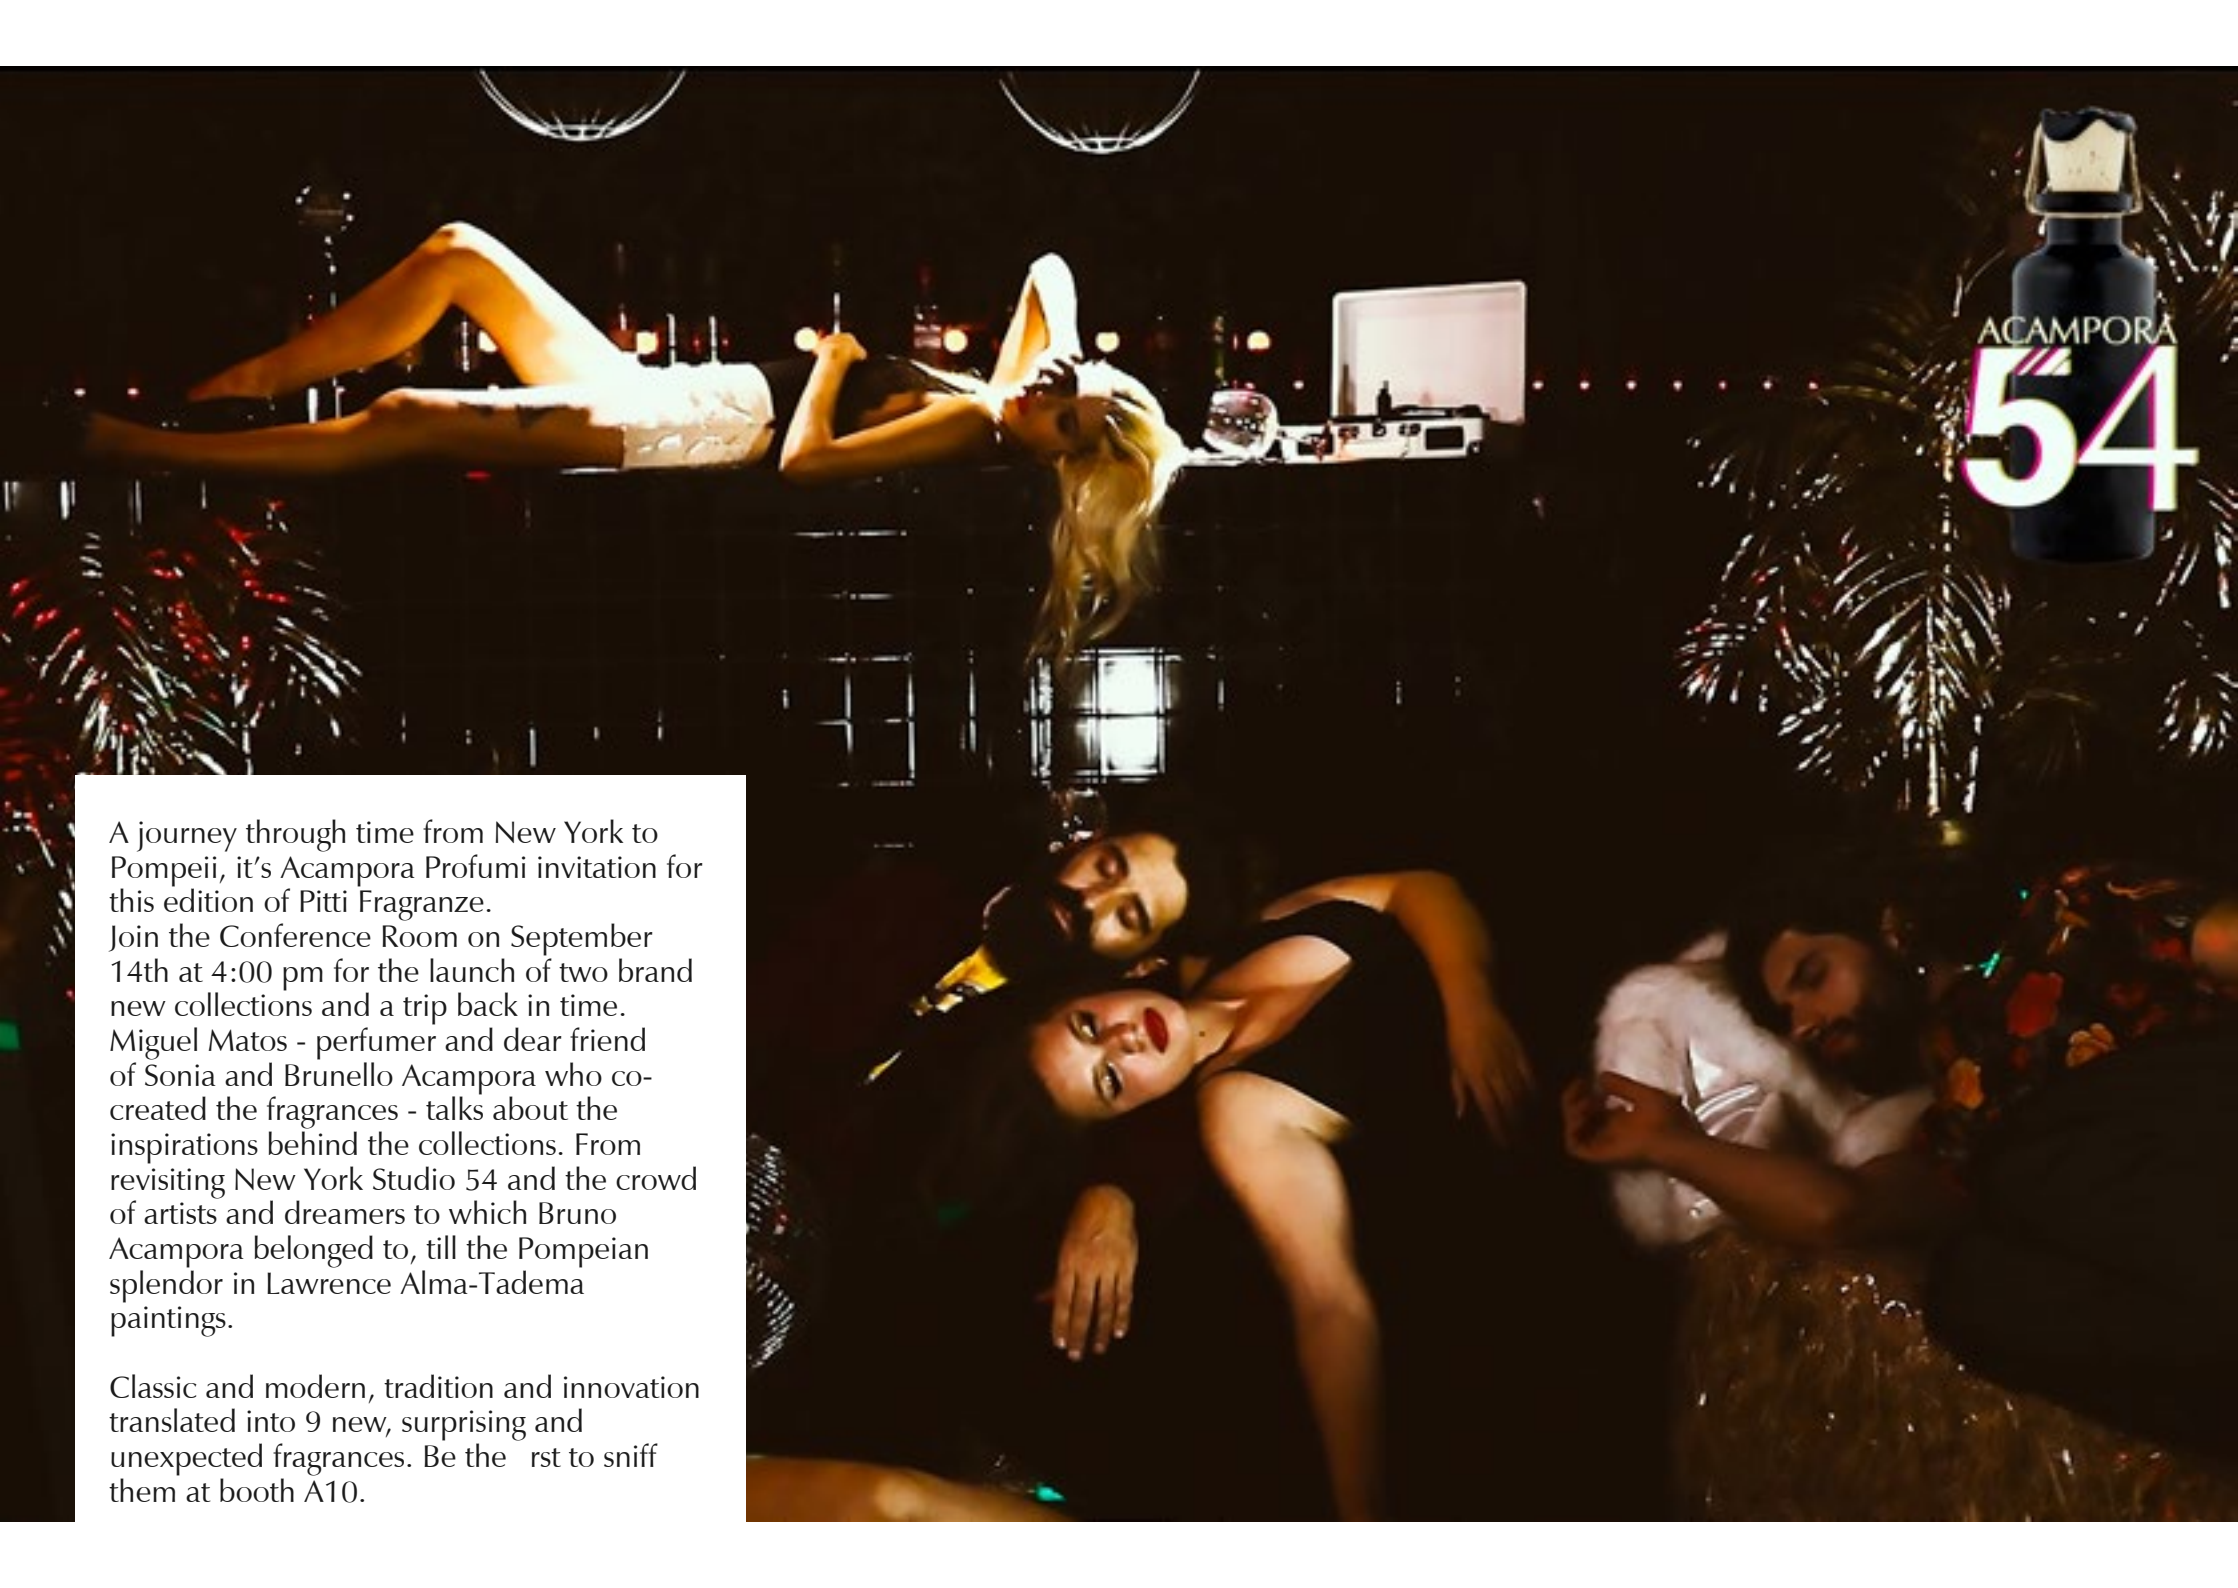 ACAMPORA
54
A journey through time from New York to
Pompeii, it’s Acampora Profumi invitation for
this edition of Pitti Fragranze.
Join the Conference Room on September
14th at 4:00 pm for the launch of two brand
new collections and a trip back in time.
Miguel Matos - perfumer and dear friend
of Sonia and Brunello Acampora who co-
created the fragrances - talks about the
inspirations behind the collections. From
revisiting New York Studio 54 and the crowd
of artists and dreamers to which Bruno
Acampora belonged to, till the Pompeian
splendor in Lawrence Alma-Tadema
paintings.
Classic and modern, tradition and innovation
translated into 9 new, surprising and
unexpected fragrances. Be the rst to sniff
them at booth A10.